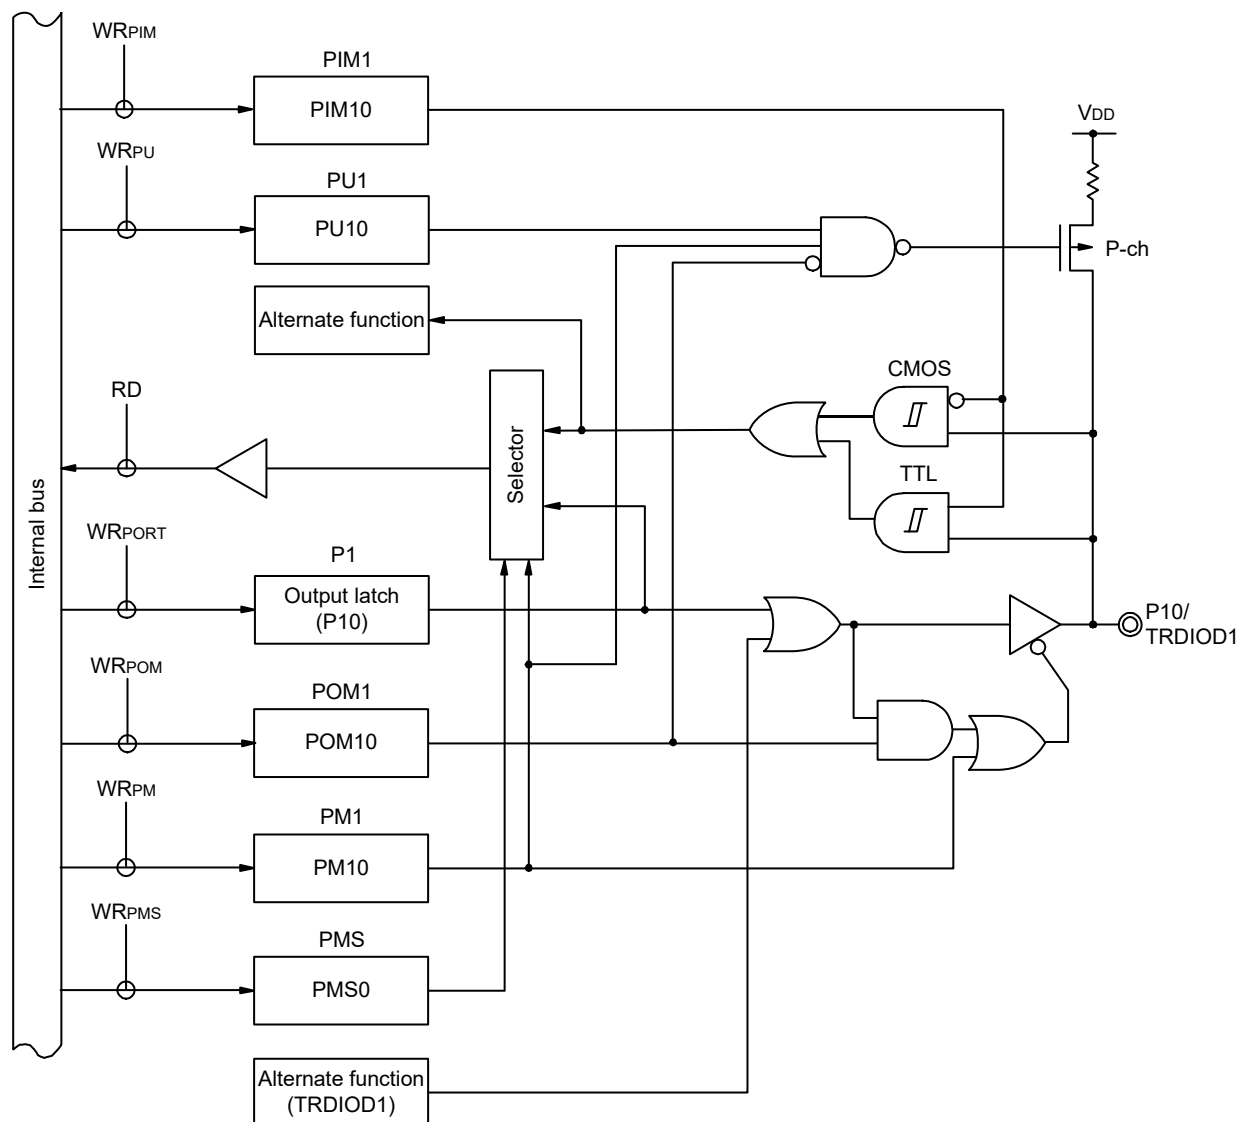 WRPIM
PIM1
PIM10
VDD
WRPU
PU1
PU10
P-ch
Alternate function
CMOS
RD
Selector
TTL
Internal bus
WRPORT
P1
Output latch
(P10)
P10/
TRDIOD1
WRPOM
POM1
POM10
WRPM
PM1
PM10
WRPMS
PMS
PMS0
Alternate function
(TRDIOD1)